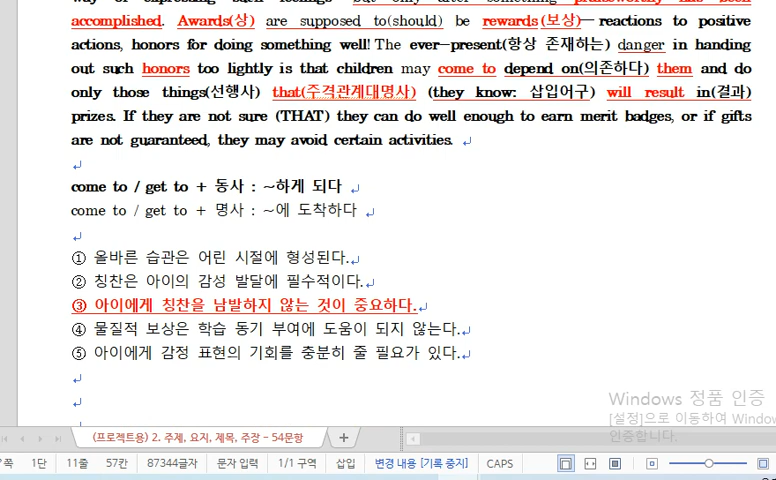 way of expressing such feelings but only after something praiseworthy has been
accomplished. Awards(상) are supposed to(should) be rewards(보상)—reactions to positive
actions, honors for doing something well! The ever—present(항상 존재하는) danger in handing
out such honors too lightly is that children may come to depend on(의존하다) them and do
only those things(선행사) that(주격관계대명사) (they know: 삽입어구) will result in(결과)
prizes. If they are not sure (THAT) they can do well enough to earn merit badges, or if gifts
are not guaranteed, they may avoid certain activities.
come to / get to + 동사 : ~하게 되다
come to / get to + 명사 : ~에 도착하다
① 올바른 습관은 어린 시절에 형성된다.
② 칭찬은 아이의 감성 발달에 필수적이다.
③ 아이에게 칭찬을 남발하지 않는 것이 중요하다.
④ 물질적 보상은 학습 동기 부여에 도움이 되지 않는다.
⑤ 아이에게 감정 표현의 기회를 충분히 줄 필요가 있다.
Windows 정품 인증
[설정]으로 이동하여 Window
인증합니다.
(프로젝트용) 2. 주제, 요지, 제목, 주장 - 54문항
쪽 1단 11줄 57칸 87344글자 문자 입력 1/1 구역 삽입 변경 내용 [기록 중지] CAPS